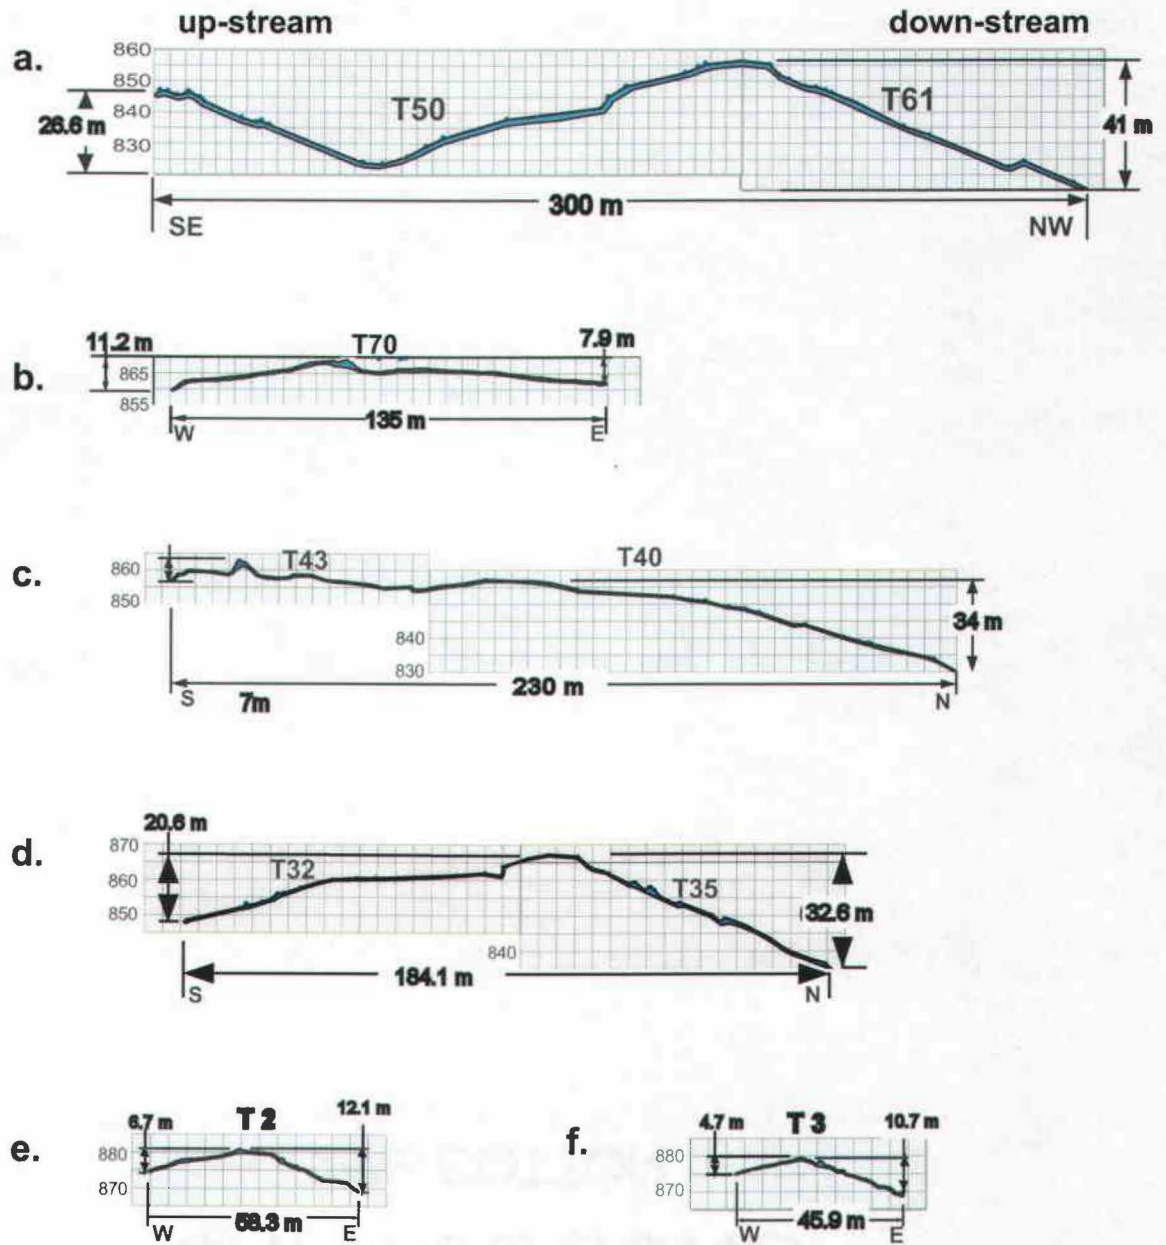 up-stream down-stream
a.
860
850
840
830
T50 T61
26.6 m 41 m
300 m
SE NW
11.2 m T70 7.9 m
b.
865
855
135 m
W E
c.
860
850
840
830
T43 T40
34 m
230 m
S 7m N
20.6 m
d.
870
860
850
840
T32 T35
32.6 m
184.1 m
S N
6.7 m T 2 12.1 m
e.
880
870
58.3 m
W E
4.7 m T 3 10.7 m
f.
880
870
45.9 m
W E